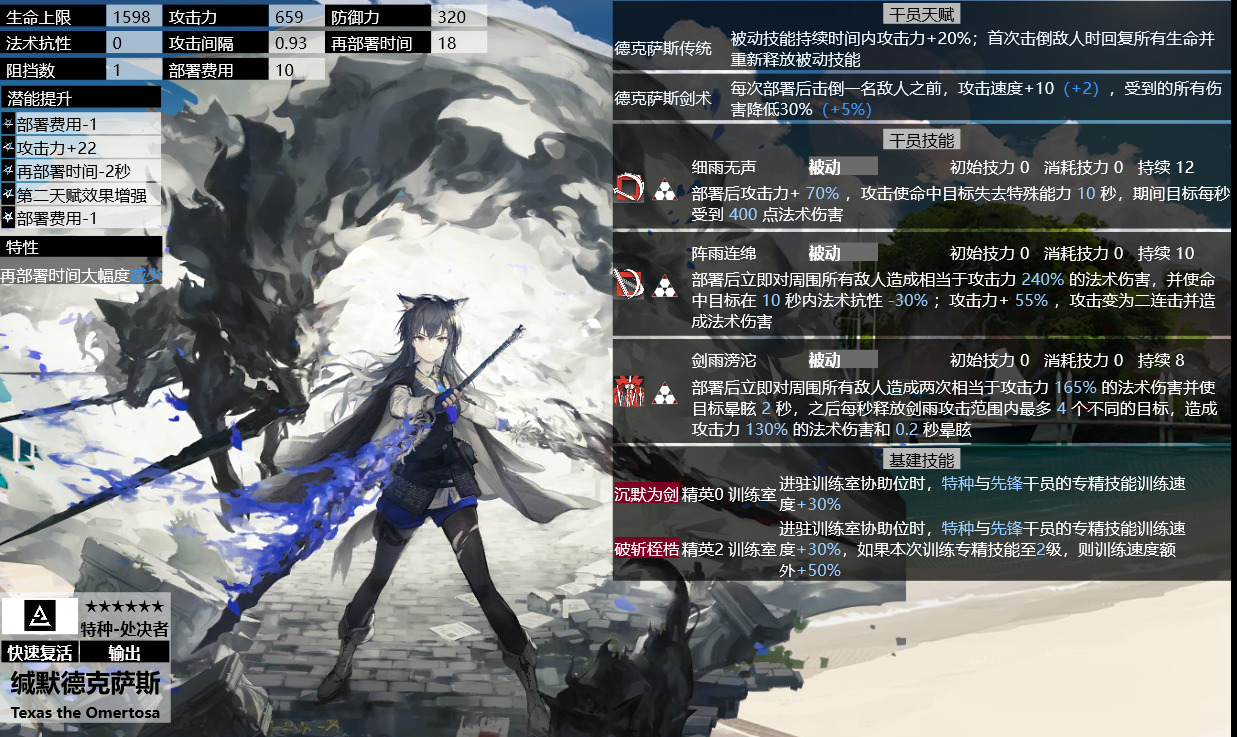 生命上限 1598 攻击力 659 防御力 320
法术抗性 0 攻击间隔 0.93 再部署时间 18
阻挡数 1 部署费用 10
潜能提升
部署费用-1
攻击力+22
再部署时间-2秒
第二天赋效果增强
部署费用-1
特性
再部署时间大幅度减少
★★★★★★
特种-处决者
快速复活 输出
缄默德克萨斯
Texas the Omertosa
干员天赋
德克萨斯传统 被动技能持续时间内攻击力+20%；首次击倒敌人时回复所有生命并
重新释放被动技能
德克萨斯剑术 每次部署后击倒一名敌人之前，攻击速度+10（+2），受到的所有伤
害降低30%（+5%）
干员技能
细雨无声 被动 初始技力 0 消耗技力 0 持续 12
部署后攻击力+ 70% ，攻击使命中目标失去特殊能力 10 秒，期间目标每秒
受到 400 点法术伤害
阵雨连绵 被动 初始技力 0 消耗技力 0 持续 10
部署后立即对周围所有敌人造成相当于攻击力 240% 的法术伤害，并使命
中目标在 10 秒内法术抗性 -30% ；攻击力+ 55% ，攻击变为二连击并造
成法术伤害
剑雨滂沱 被动 初始技力 0 消耗技力 0 持续 8
部署后立即对周围所有敌人造成两次相当于攻击力 165% 的法术伤害并使
目标晕眩 2 秒，之后每秒释放剑雨攻击范围内最多 4 个不同的目标，造成
攻击力 130% 的法术伤害和 0.2 秒晕眩
基建技能
沉默为剑 精英0 训练室 进驻训练室协助位时，特种与先锋干员的专精技能训练速
度+30%
破斩桎梏 精英2 训练室 进驻训练室协助位时，特种与先锋干员的专精技能训练速
度+30%，如果本次训练专精技能至2级，则训练速度额
外+50%